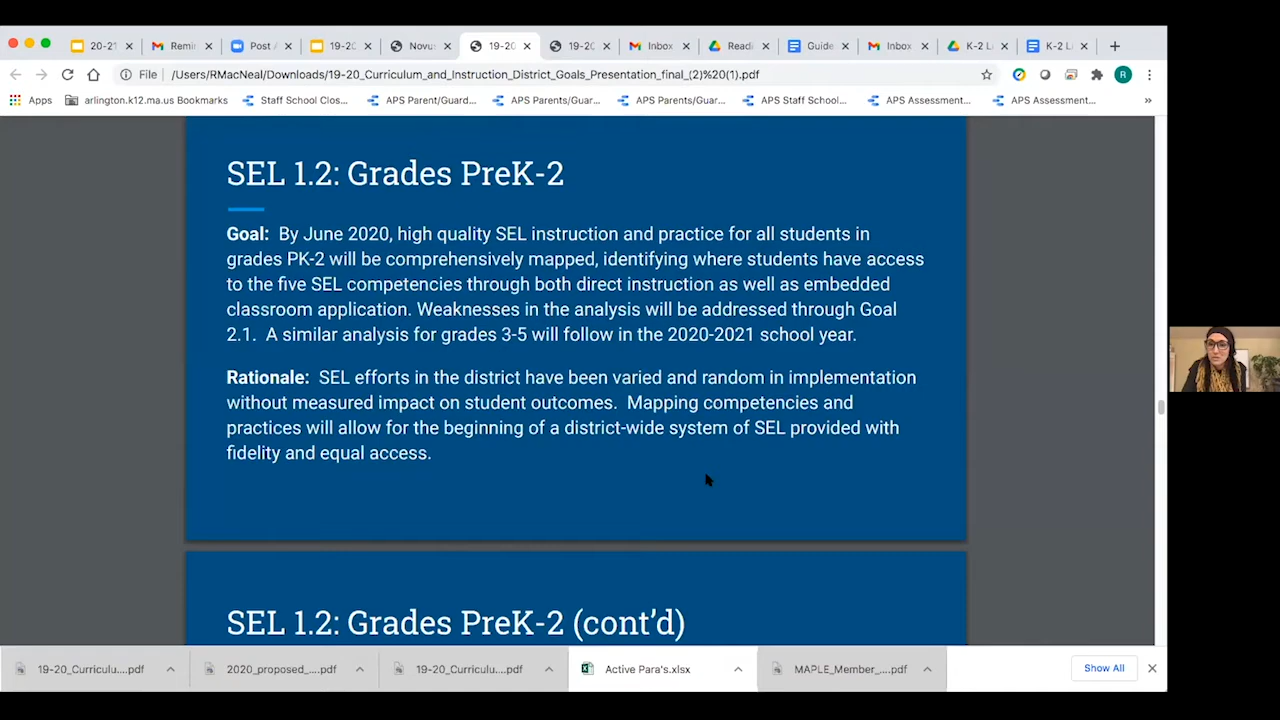 20-21
Remi
Post /
19-20
Novus
19-20
19-20
Inbox
Readi
Guide
Inbox
K-2 L
K-2 L
File
/Users/RMacNeal/Downloads/19-20_Curriculum_and_Instruction_District_Goals_Presentation_final_(2)%20(1).pdf
R
Apps
arlington.k12.ma.us Bookmarks
Staff School Clos...
APS Parent/Guard...
APS Parents/Guar...
APS Parents/Guar...
APS Staff School...
APS Assessment...
APS Assessment...
»
SEL 1.2: Grades PreK-2
Goal: By June 2020, high quality SEL instruction and practice for all students in
grades PK-2 will be comprehensively mapped, identifying where students have access
to the five SEL competencies through both direct instruction as well as embedded
classroom application. Weaknesses in the analysis will be addressed through Goal
2.1. A similar analysis for grades 3-5 will follow in the 2020-2021 school year.
Rationale: SEL efforts in the district have been varied and random in implementation
without measured impact on student outcomes. Mapping competencies and
practices will allow for the beginning of a district-wide system of SEL provided with
fidelity and equal access.
SEL 1.2: Grades PreK-2 (cont’d)
19-20_Curriculu....pdf
2020_proposed_....pdf
19-20_Curriculu....pdf
Active Para's.xlsx
MAPLE_Member_....pdf
Show All